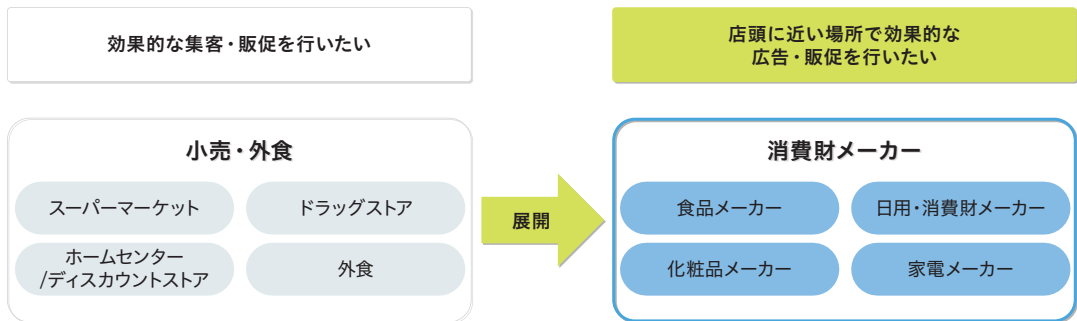 効果的な集客・販促を行いたい
店頭に近い場所で効果的な
広告・販促を行いたい
小売・外食
スーパーマーケット
ドラッグストア
ホームセンター
/ディスカウントストア
外食
展開
消費財メーカー
食品メーカー
日用・消費財メーカー
化粧品メーカー
家電メーカー